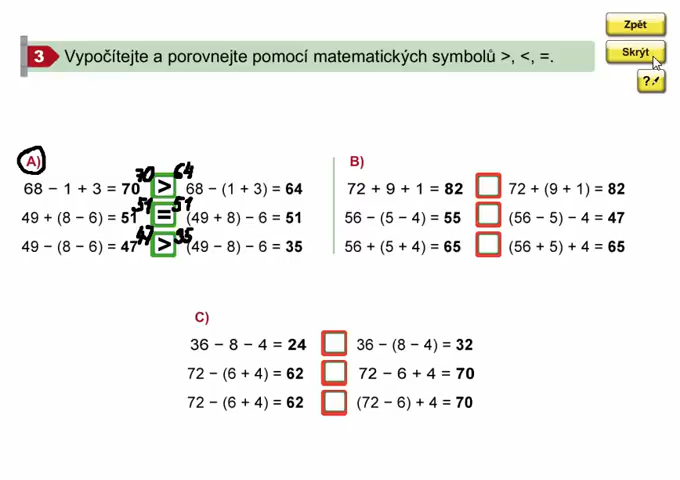 Zpět
3 Vypočítejte a porovnejte pomocí matematických symbolů >, <, =.
Skrýt
?
A)
70 > 64
68 − 1 + 3 = 70 > 68 − (1 + 3) = 64
51 51
49 + (8 − 6) = 51 = (49 + 8) − 6 = 51
47 35
49 − (8 − 6) = 47 > (49 − 8) − 6 = 35
B)
72 + 9 + 1 = 82 72 + (9 + 1) = 82
56 − (5 − 4) = 55 (56 − 5) − 4 = 47
56 + (5 + 4) = 65 (56 + 5) + 4 = 65
C)
36 − 8 − 4 = 24 36 − (8 − 4) = 32
72 − (6 + 4) = 62 72 − 6 + 4 = 70
72 − (6 + 4) = 62 (72 − 6) + 4 = 70